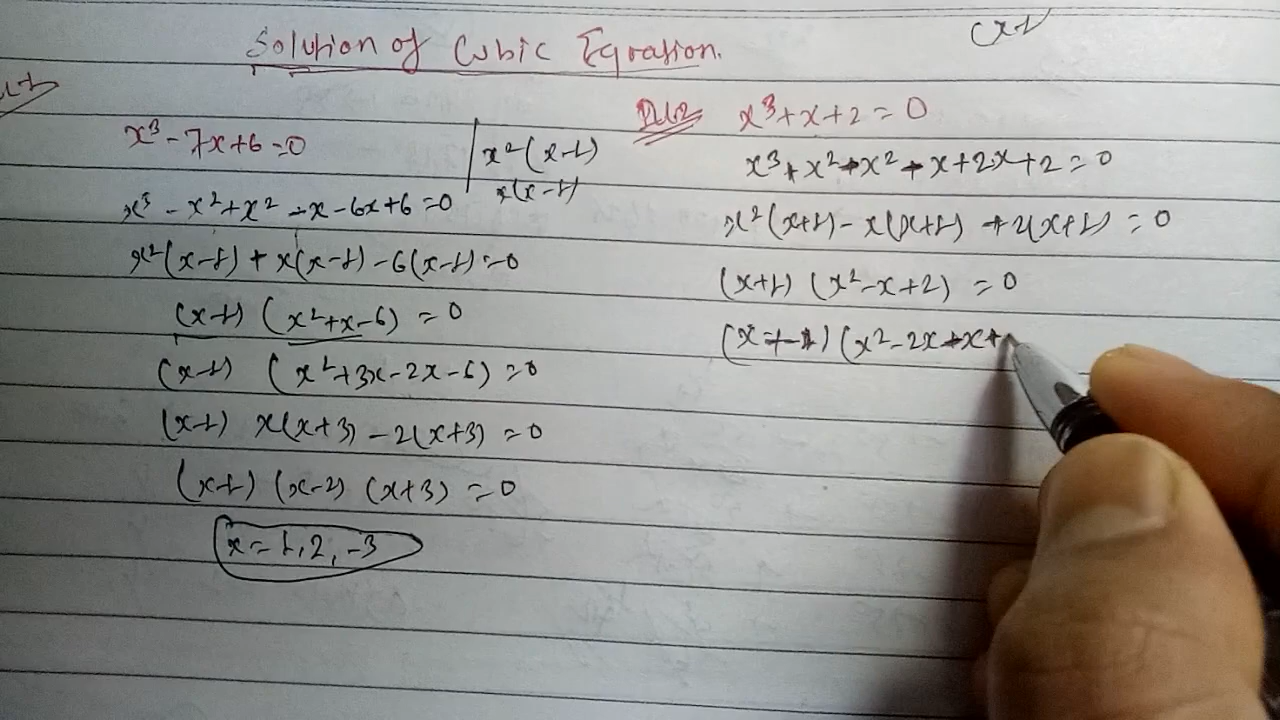 Solution of Cubic Equation.
x³ - 7x + 6 = 0
x²(x-1)
x(x-1)
x³ - x² + x² - x - 6x + 6 = 0
x²(x-1) + x(x-1) - 6(x-1) = 0
(x-1) (x²+x-6) = 0
(x-1) (x²+3x-2x-6) = 0
(x-1) x(x+3) - 2(x+3) = 0
(x-1) (x-2) (x+3) = 0
x = 1, 2, -3
x³ + x + 2 = 0
x³ + x² - x² + x + 2x + 2 = 0
x²(x+1) - x(x+1) + 2(x+1) = 0
(x+1) (x²-x+2) = 0
(x = -1) (x² - 2x + x +